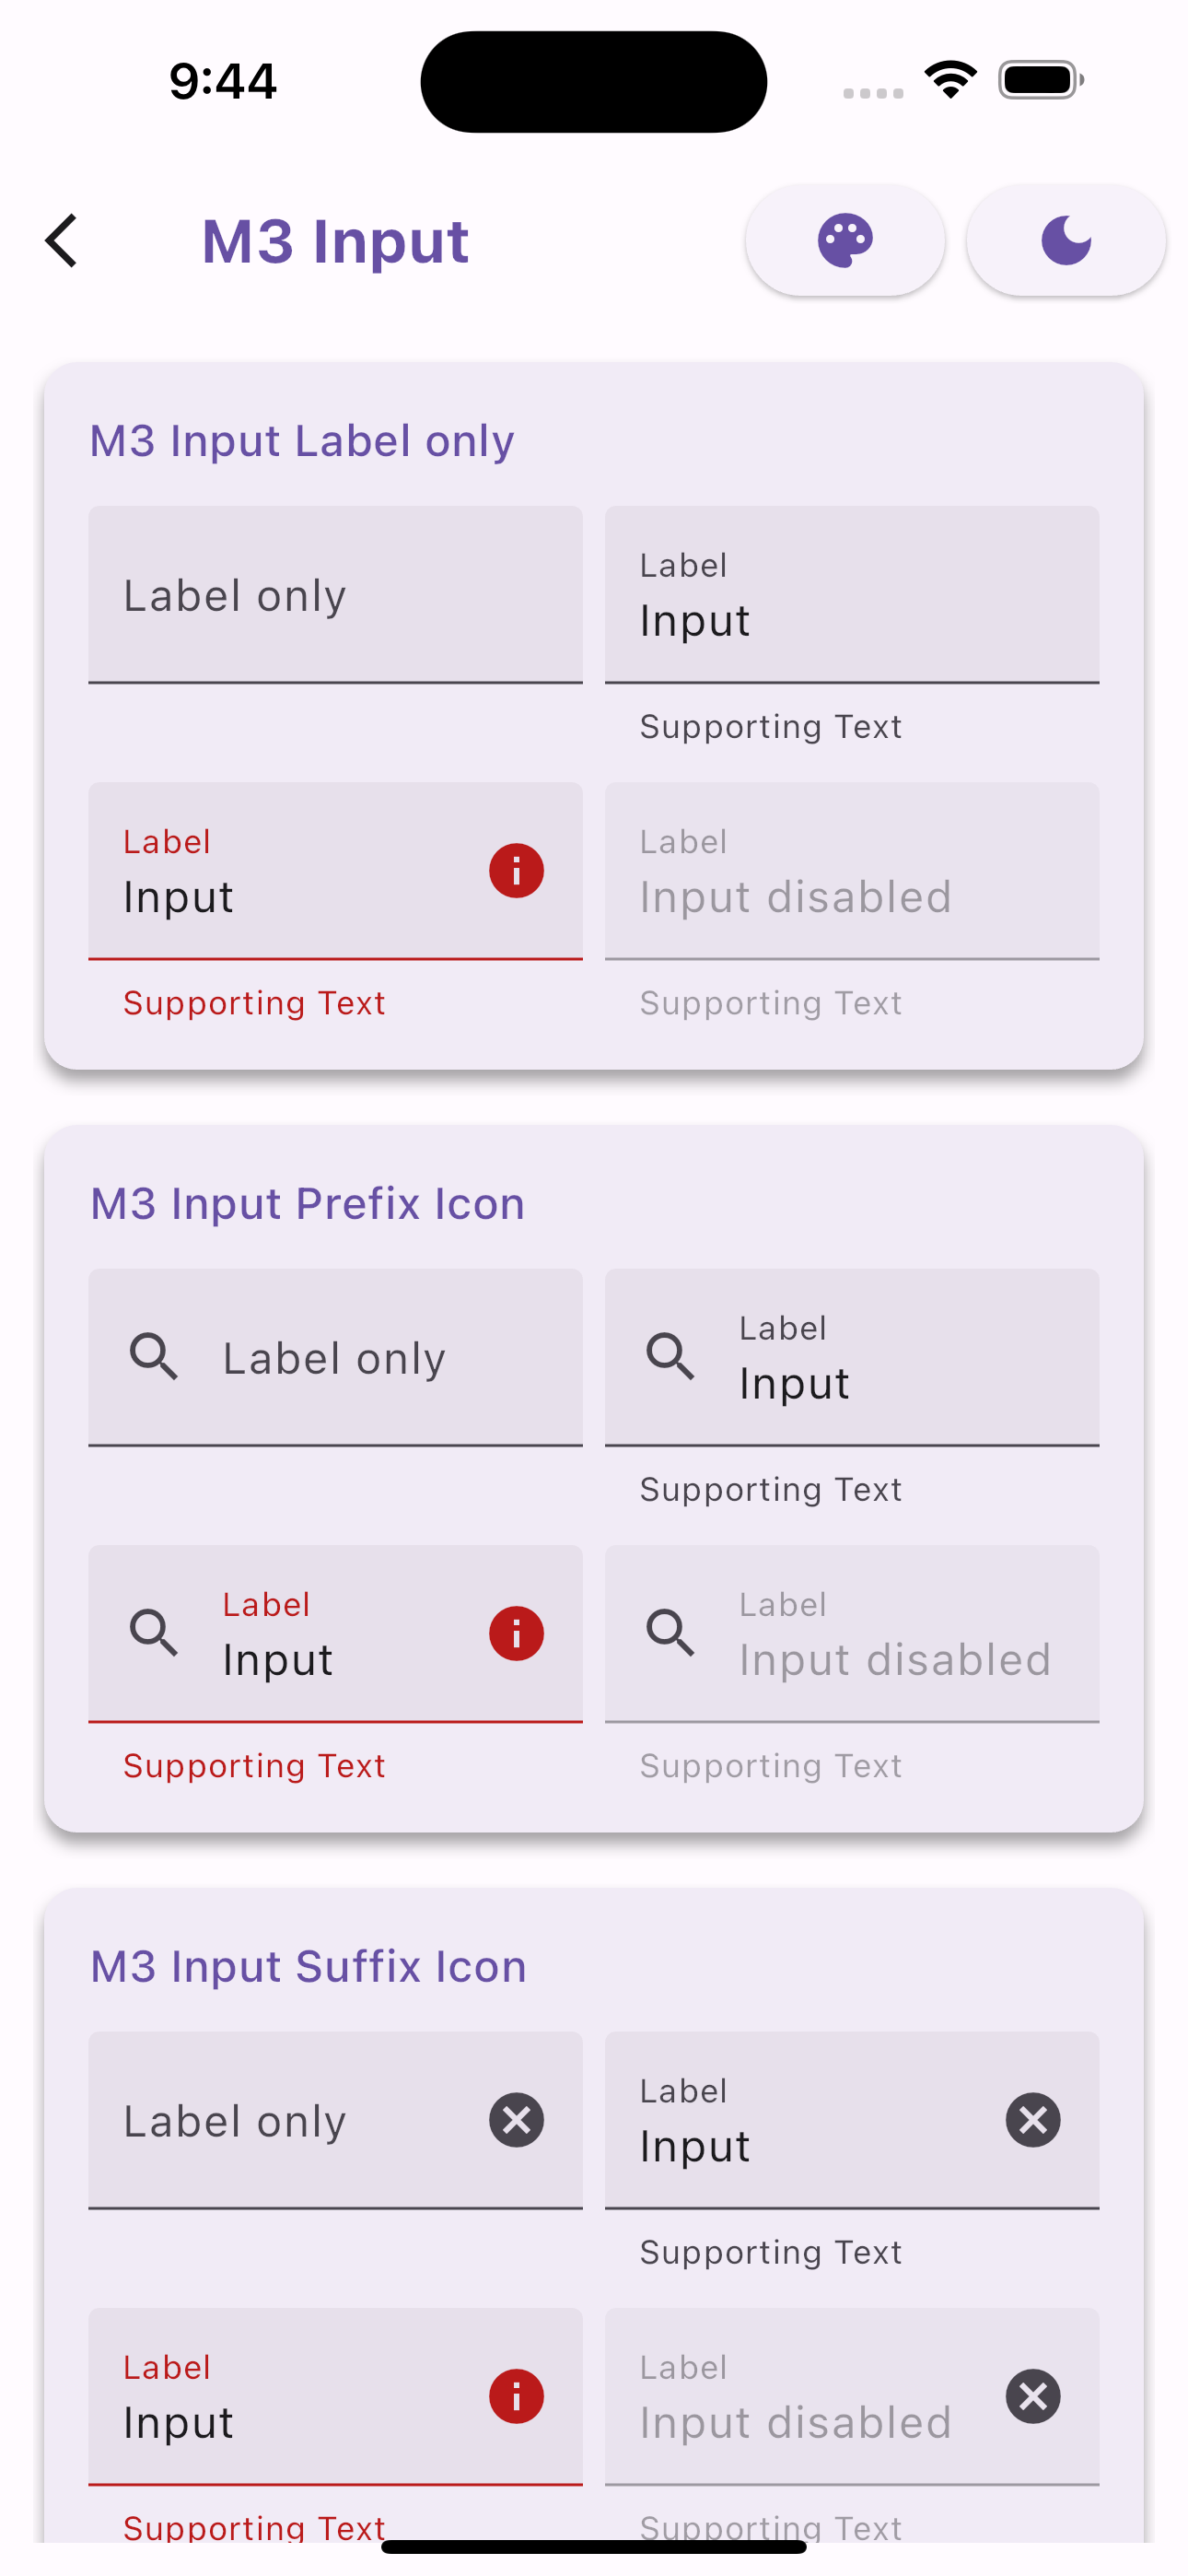 9:44
M3 Input
M3 Input Label only
Label only
Label
Input
Supporting Text
Label
Input
Supporting Text
Label
Input disabled
Supporting Text
M3 Input Prefix Icon
Label only
Label
Input
Supporting Text
Label
Input
Supporting Text
Label
Input disabled
Supporting Text
M3 Input Suffix Icon
Label only
Label
Input
Supporting Text
Label
Input
Supporting Text
Label
Input disabled
Supporting Text